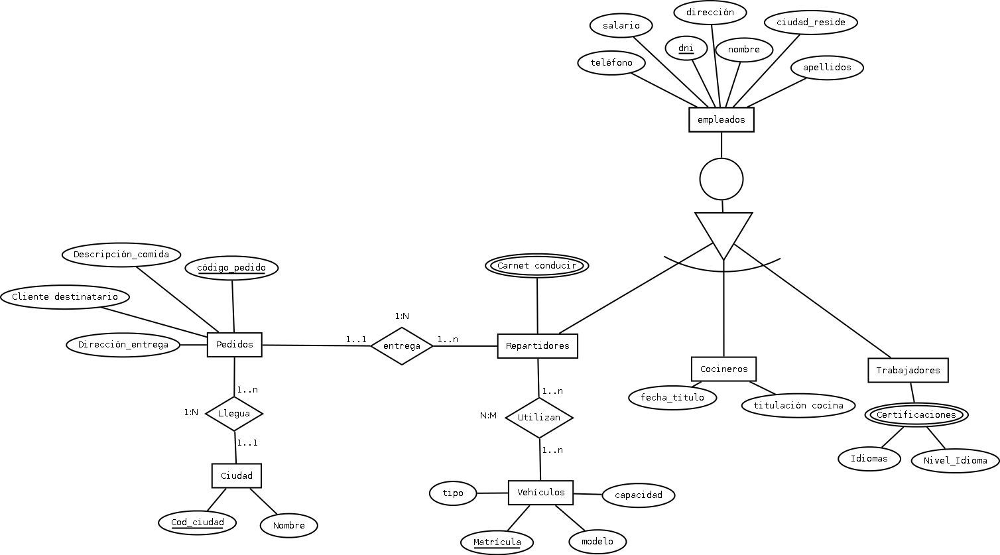 dirección
salario
ciudad_reside
dni
nombre
teléfono
apellidos
empleados
Descripción_comida
código_pedido
Carnet conducir
Cliente destinatario
1:N
Dirección_entrega
Pedidos
1..1
entrega
1..n
Repartidores
Cocineros
Trabajadores
1..n
1..n
fecha_título
titulación cocina
1:N
Llegua
N:M
Utilizan
Certificaciones
1..1
1..n
Idiomas
Nivel_Idioma
Ciudad
tipo
Vehículos
capacidad
Cod_ciudad
Nombre
Matrícula
modelo